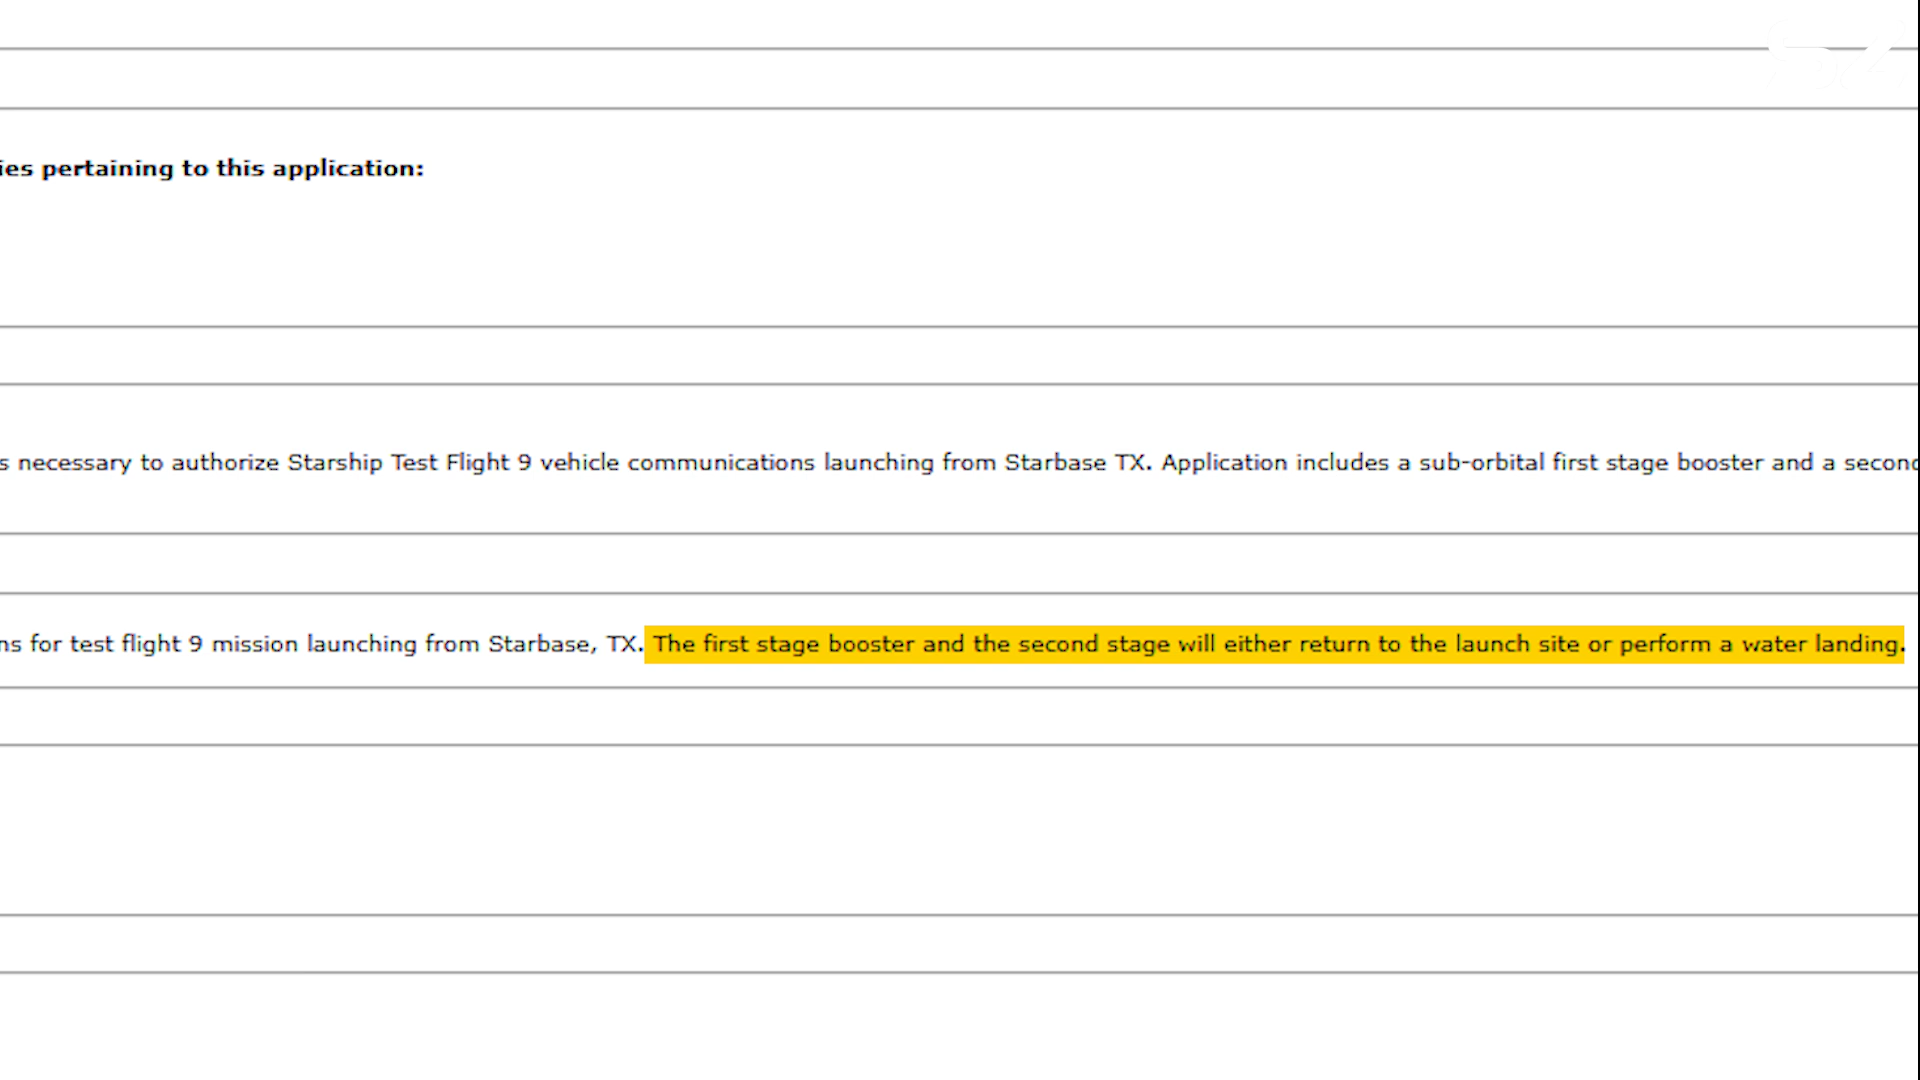 ies pertaining to this application:
s necessary to authorize Starship Test Flight 9 vehicle communications launching from Starbase TX. Application includes a sub-orbital first stage booster and a second
ns for test flight 9 mission launching from Starbase, TX. The first stage booster and the second stage will either return to the launch site or perform a water landing.